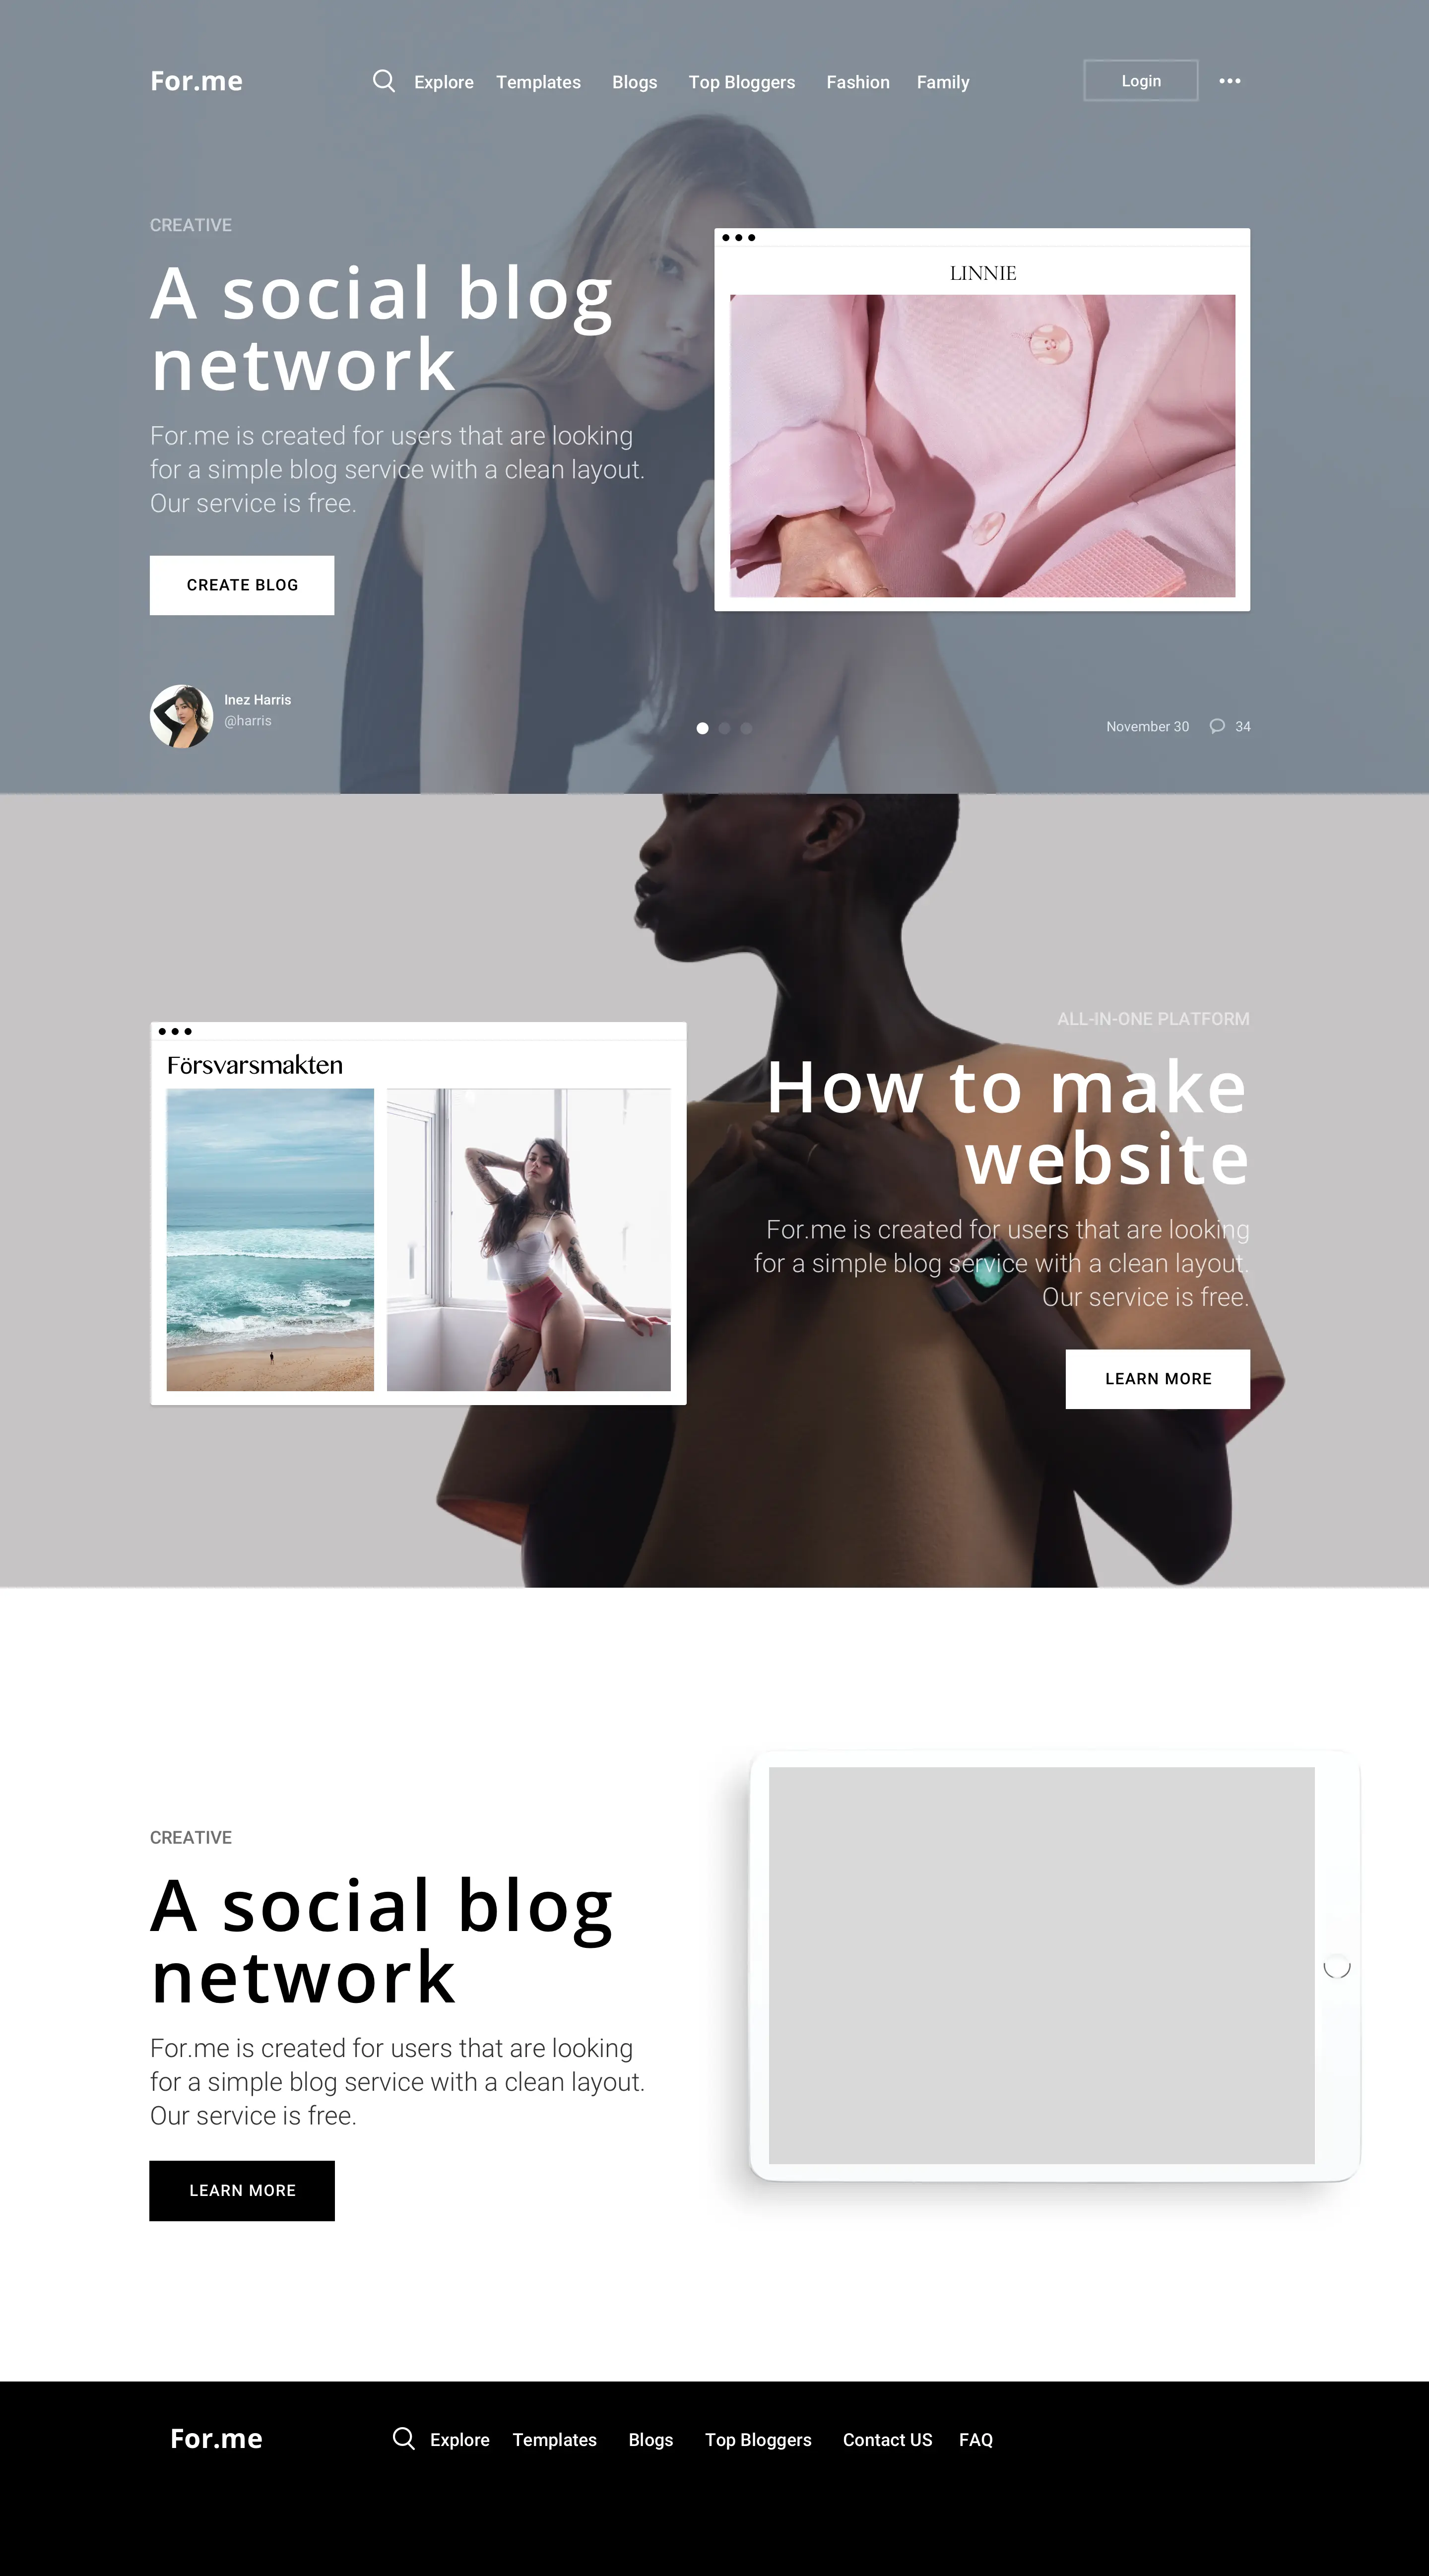 For.me
Explore Templates Blogs Top Bloggers Fashion Family
Login
CREATIVE
A social blog
network
For.me is created for users that are looking
for a simple blog service with a clean layout.
Our service is free.
CREATE BLOG
LINNIE
Inez Harris
@harris
November 30 34
ALL-IN-ONE PLATFORM
How to make
website
For.me is created for users that are looking
for a simple blog service with a clean layout.
Our service is free.
LEARN MORE
Försvarsmakten
CREATIVE
A social blog
network
For.me is created for users that are looking
for a simple blog service with a clean layout.
Our service is free.
LEARN MORE
For.me
Explore Templates Blogs Top Bloggers Contact US FAQ